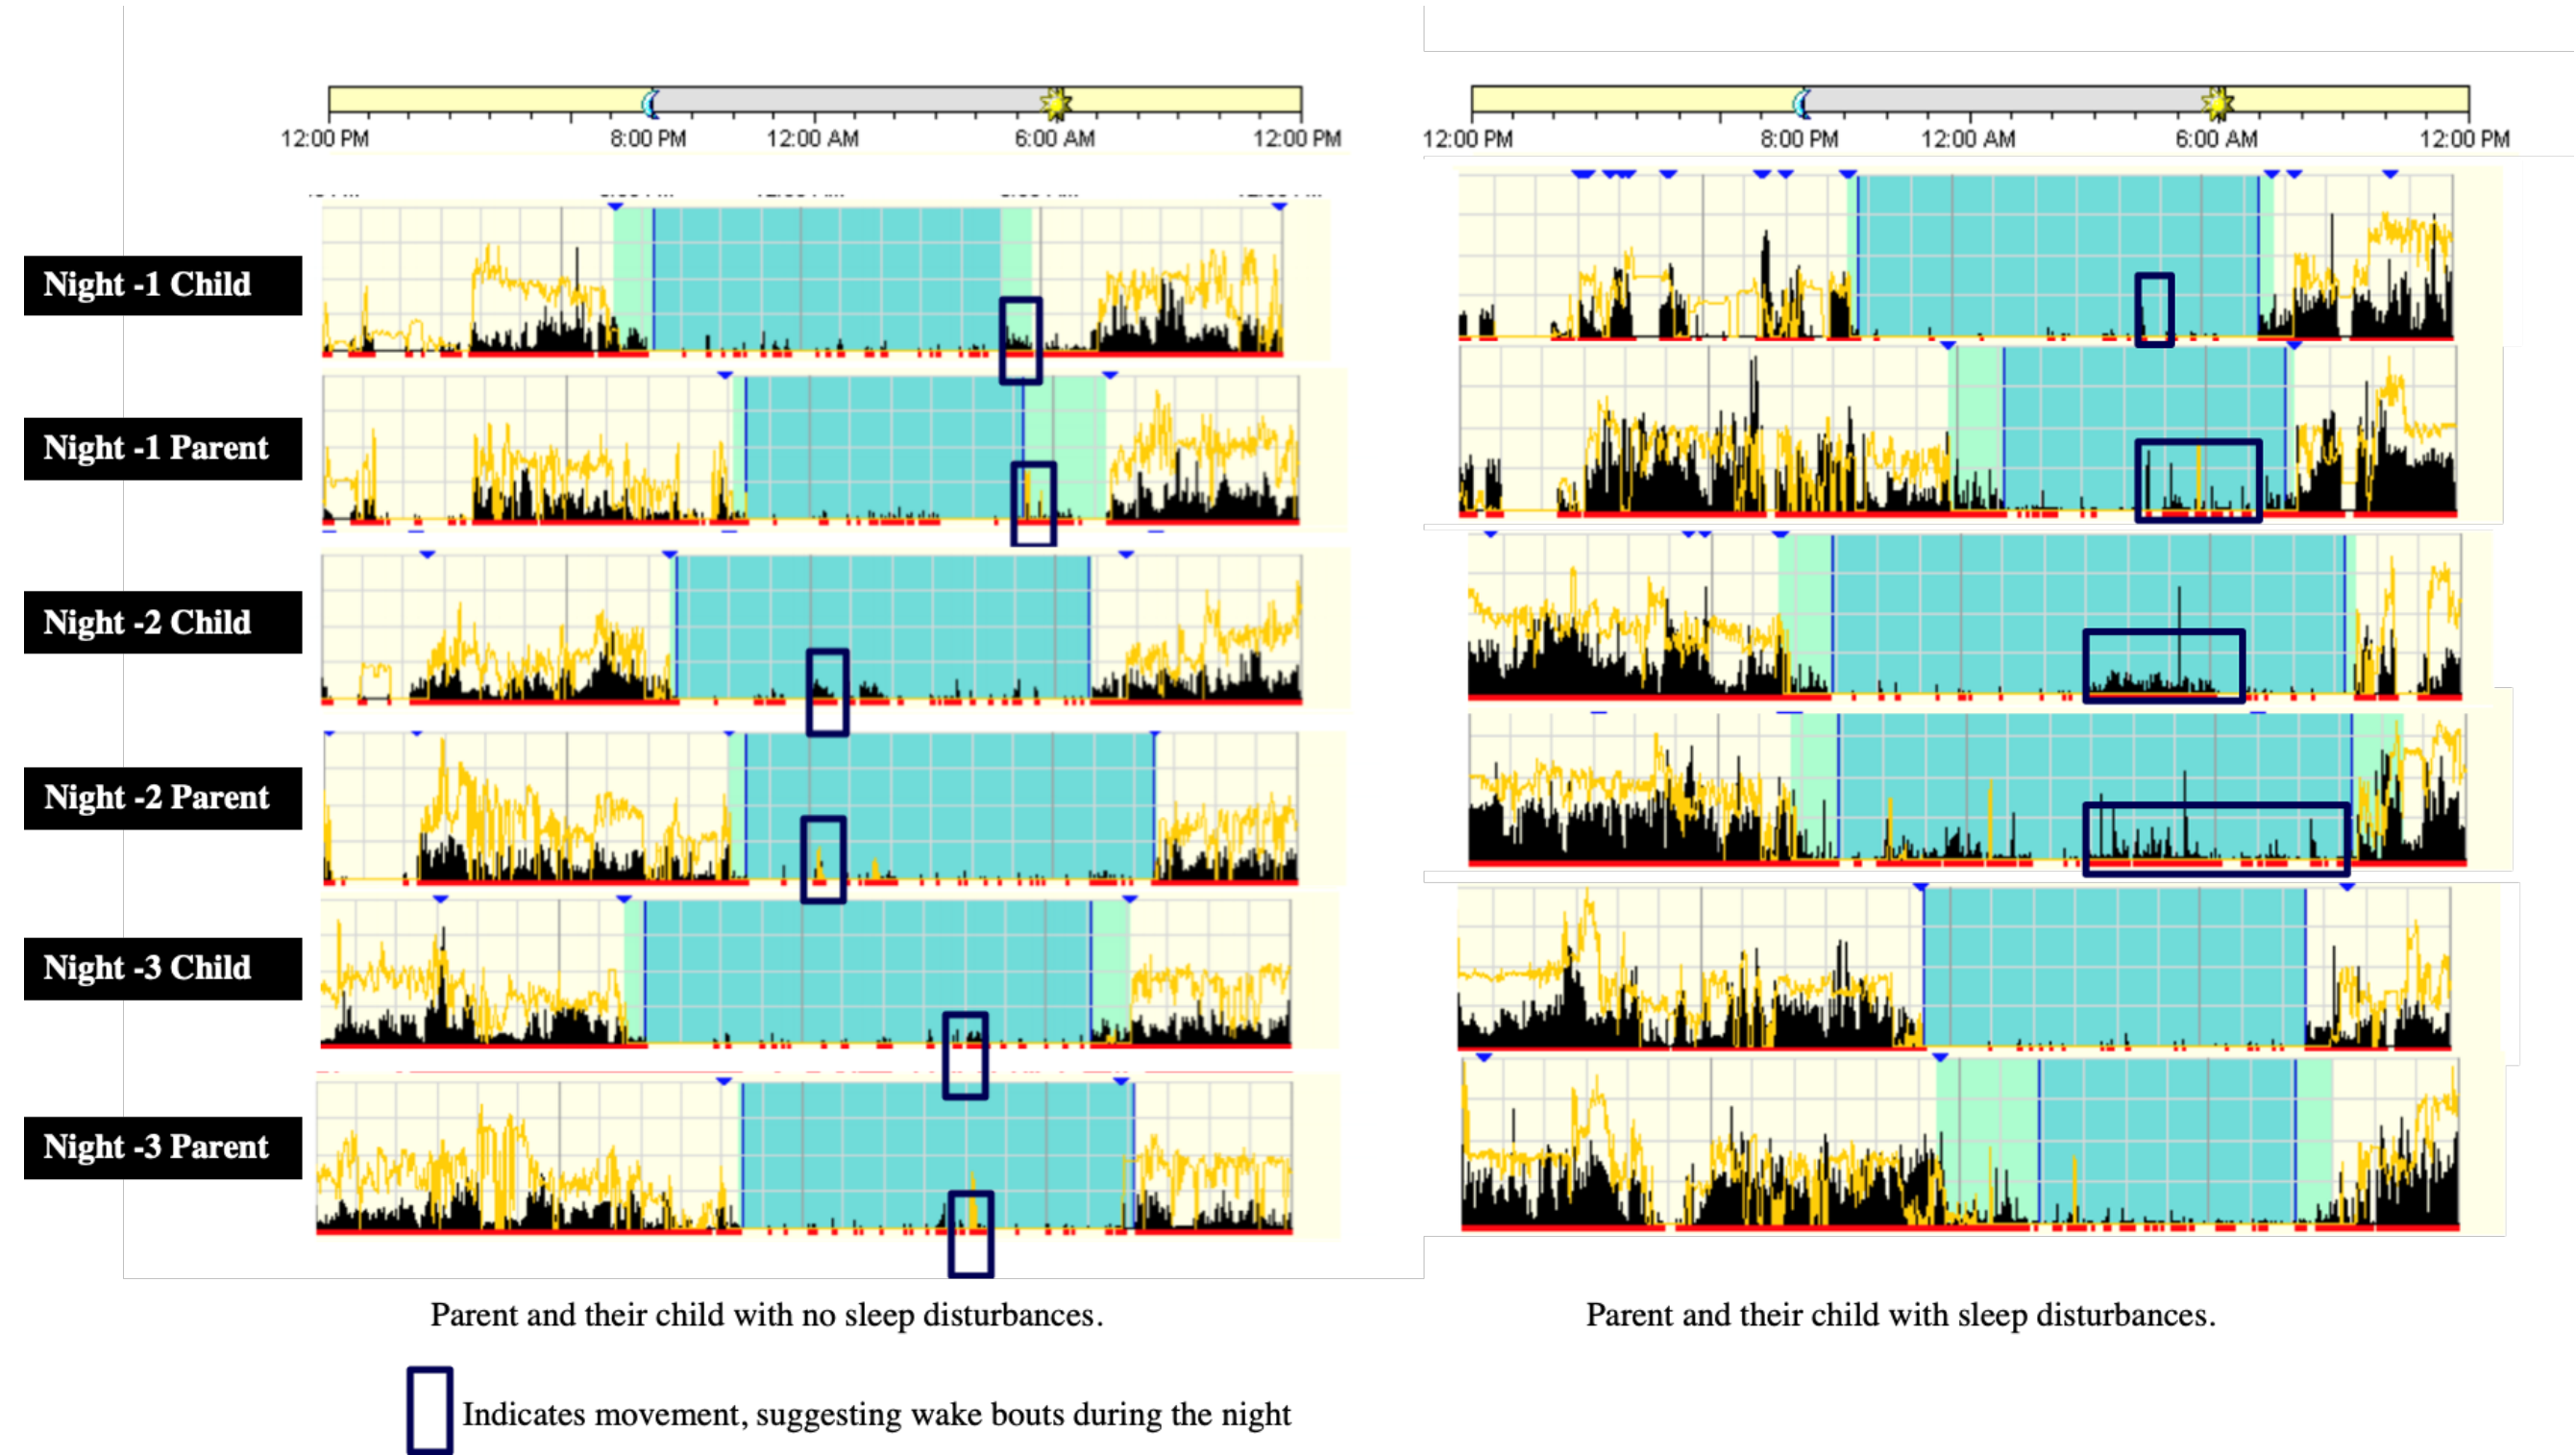 12:00 PM 8:00 PM 12:00 AM 6:00 AM 12:00 PM
12:00 PM 8:00 PM 12:00 AM 6:00 AM 12:00 PM
Night -1 Child
Night -1 Parent
Night -2 Child
Night -2 Parent
Night -3 Child
Night -3 Parent
Parent and their child with no sleep disturbances.
Parent and their child with sleep disturbances.
Indicates movement, suggesting wake bouts during the night